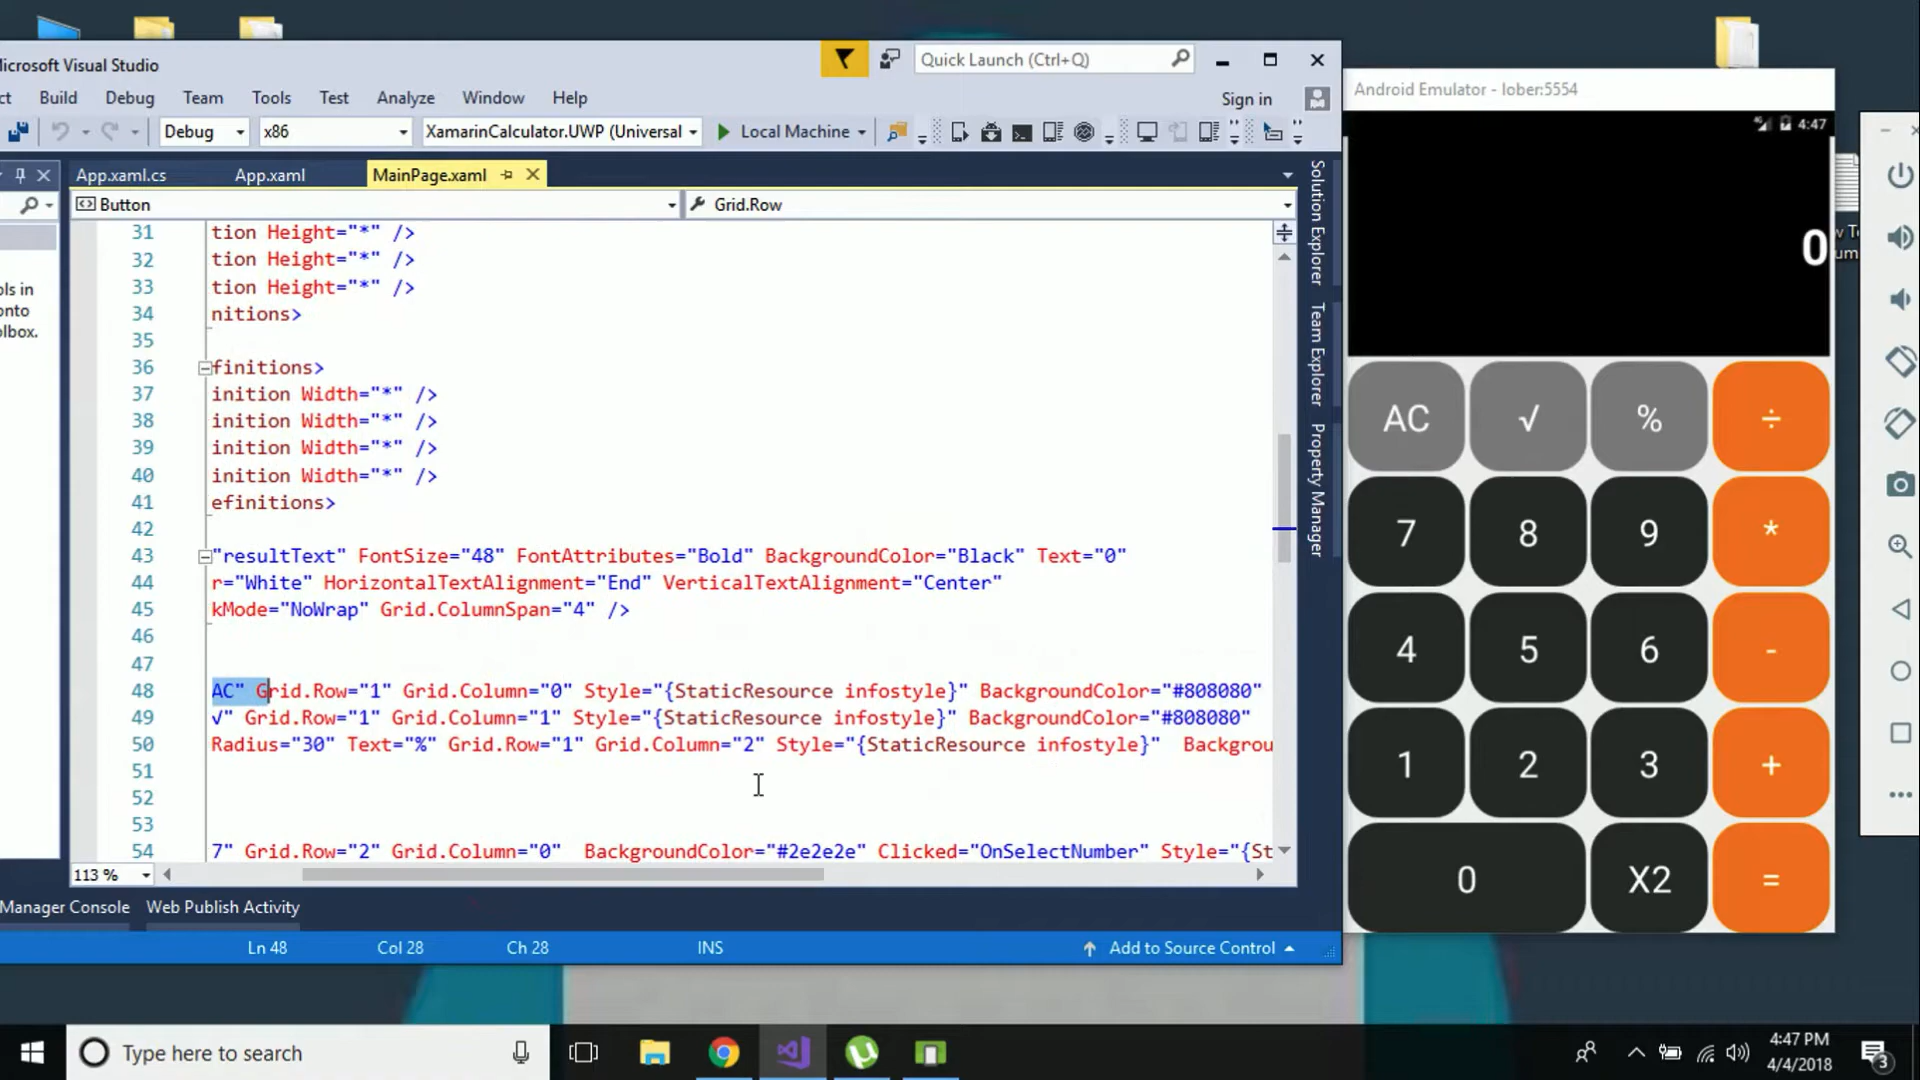 Microsoft Visual Studio
Quick Launch (Ctrl+Q)
ct Build Debug Team Tools Test Analyze Window Help
Sign in
Debug x86 XamarinCalculator.UWP (Universal Local Machine
App.xaml.cs App.xaml MainPage.xaml
Button Grid.Row
31 tion Height="*" />
32 tion Height="*" />
33 tion Height="*" />
34 nitions>
35
36 finitions>
37 inition Width="*" />
38 inition Width="*" />
39 inition Width="*" />
40 inition Width="*" />
41 efinitions>
42
43 "resultText" FontSize="48" FontAttributes="Bold" BackgroundColor="Black" Text="0"
44 r="White" HorizontalTextAlignment="End" VerticalTextAlignment="Center"
45 kMode="NoWrap" Grid.ColumnSpan="4" />
46
47
48 AC" Grid.Row="1" Grid.Column="0" Style="{StaticResource infostyle}" BackgroundColor="#808080"
49 √" Grid.Row="1" Grid.Column="1" Style="{StaticResource infostyle}" BackgroundColor="#808080"
50 Radius="30" Text="%" Grid.Row="1" Grid.Column="2" Style="{StaticResource infostyle}" Backgrou
51
52
53
54 7" Grid.Row="2" Grid.Column="0" BackgroundColor="#2e2e2e" Clicked="OnSelectNumber" Style="{St
ols in
onto
olbox.
Solution Explorer
Team Explorer
Property Manager
113 %
Manager Console Web Publish Activity
Ln 48 Col 28 Ch 28 INS Add to Source Control
Android Emulator - lober:5554
4:47
0
AC √ % ÷
7 8 9 *
4 5 6 -
1 2 3 +
0 X2 =
w Te
um
Type here to search
4:47 PM
4/4/2018
3